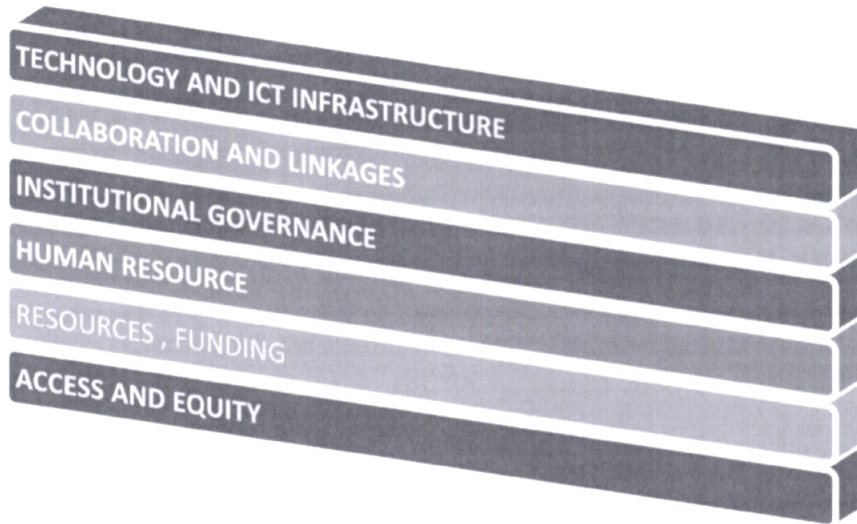 TECHNOLOGY AND ICT INFRASTRUCTURE
COLLABORATION AND LINKAGES
INSTITUTIONAL GOVERNANCE
HUMAN RESOURCE
RESOURCES , FUNDING
ACCESS AND EQUITY